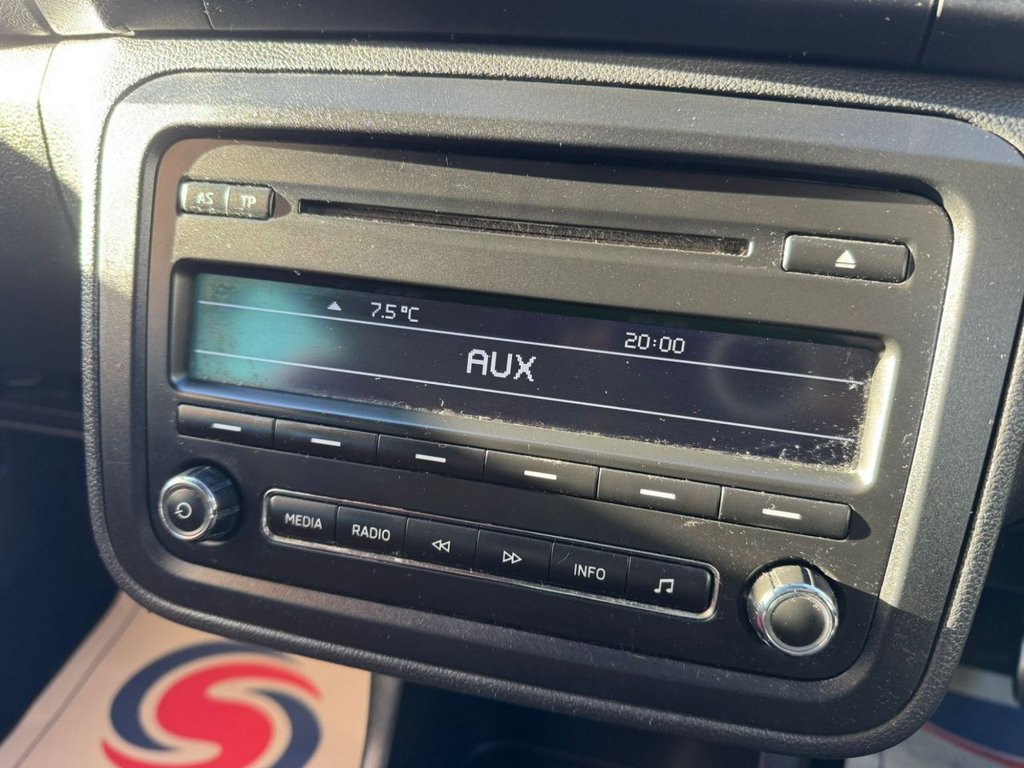 AS TP
7.5°C 20:00
AUX
MEDIA RADIO INFO